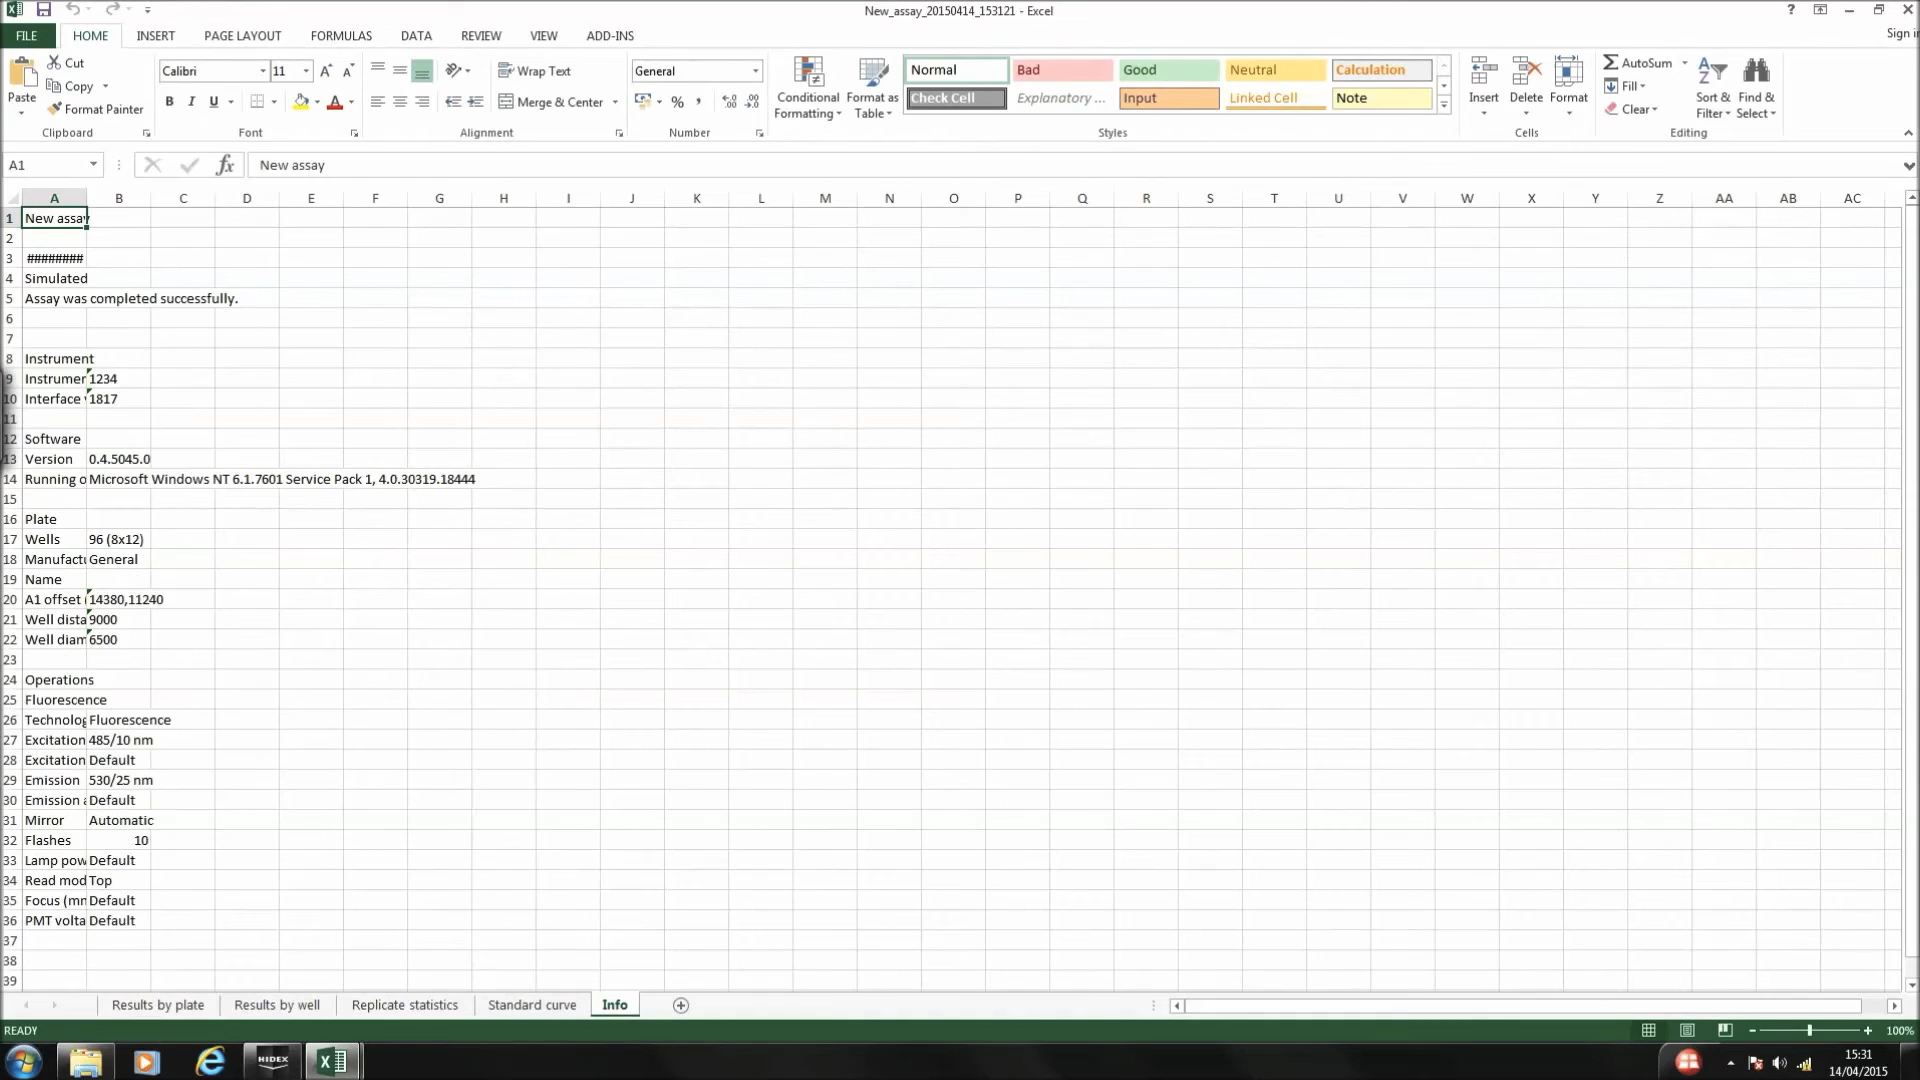 New_assay_20150414_153121 - Excel
FILE HOME INSERT PAGE LAYOUT FORMULAS DATA REVIEW VIEW ADD-INS Sign in
Cut
Copy
Format Painter
Paste
Clipboard
Calibri 11
B I U
Font
Wrap Text
Merge & Center
Alignment
General
%
Number
Conditional Formatting
Format as Table
Normal Bad Good Neutral Calculation
Check Cell Explanatory ... Input Linked Cell Note
Styles
Insert Delete Format
Cells
AutoSum
Fill
Clear
Sort & Filter
Find & Select
Editing
A1 fx New assay
A B C D E F G H I J K L M N O P Q R S T U V W X Y Z AA AB AC
1 New assay
2
3 ########
4 Simulated
5 Assay was completed successfully.
6
7
8 Instrument
9 Instrumer 1234
10 Interface 1817
11
12 Software
13 Version 0.4.5045.0
14 Running o Microsoft Windows NT 6.1.7601 Service Pack 1, 4.0.30319.18444
15
16 Plate
17 Wells 96 (8x12)
18 Manufactu General
19 Name
20 A1 offset ( 14380,11240
21 Well dista 9000
22 Well diam 6500
23
24 Operations
25 Fluorescence
26 Technolog Fluorescence
27 Excitation 485/10 nm
28 Excitation Default
29 Emission 530/25 nm
30 Emission a Default
31 Mirror Automatic
32 Flashes 10
33 Lamp pow Default
34 Read mod Top
35 Focus (mm Default
36 PMT volta Default
37
38
39
Results by plate Results by well Replicate statistics Standard curve Info
READY 100%
HIDEX
15:31
14/04/2015